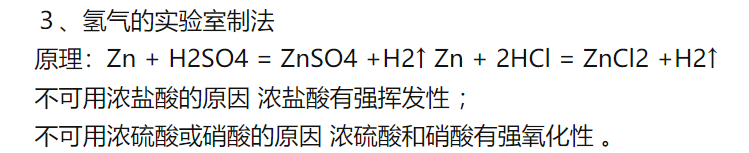 ３、氢气的实验室制法
原理：Zn + H2SO4 = ZnSO4 +H2↑ Zn + 2HCl = ZnCl2 +H2↑
不可用浓盐酸的原因 浓盐酸有强挥发性 ；
不可用浓硫酸或硝酸的原因 浓硫酸和硝酸有强氧化性 。